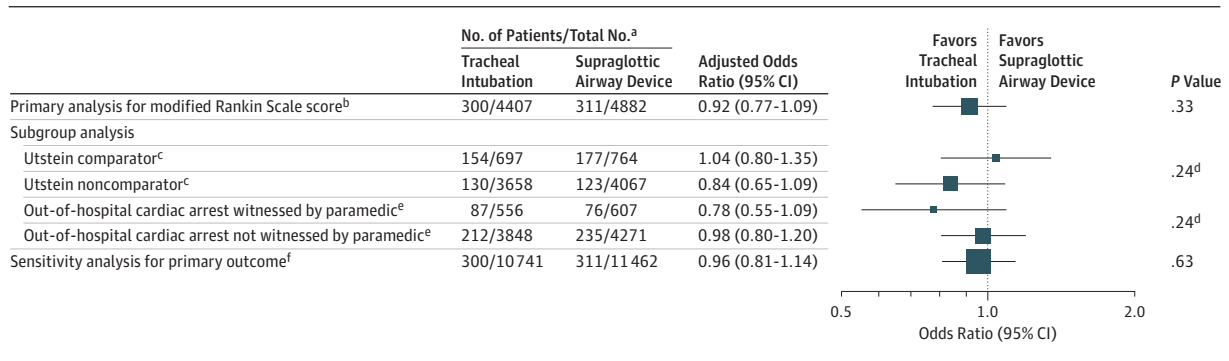 No. of Patients/Total No.ᵃ
Tracheal Intubation
Supraglottic Airway Device
Adjusted Odds Ratio (95% CI)
Favors Tracheal Intubation
Favors Supraglottic Airway Device
P Value
Primary analysis for modified Rankin Scale scoreᵇ 300/4407 311/4882 0.92 (0.77-1.09) .33
Subgroup analysis
Utstein comparatorᶜ 154/697 177/764 1.04 (0.80-1.35)
.24ᵈ
Utstein noncomparatorᶜ 130/3658 123/4067 0.84 (0.65-1.09)
Out-of-hospital cardiac arrest witnessed by paramedicᵉ 87/556 76/607 0.78 (0.55-1.09)
.24ᵈ
Out-of-hospital cardiac arrest not witnessed by paramedicᵉ 212/3848 235/4271 0.98 (0.80-1.20)
Sensitivity analysis for primary outcomeᶠ 300/10 741 311/11 462 0.96 (0.81-1.14) .63
0.5 1.0 2.0
Odds Ratio (95% CI)